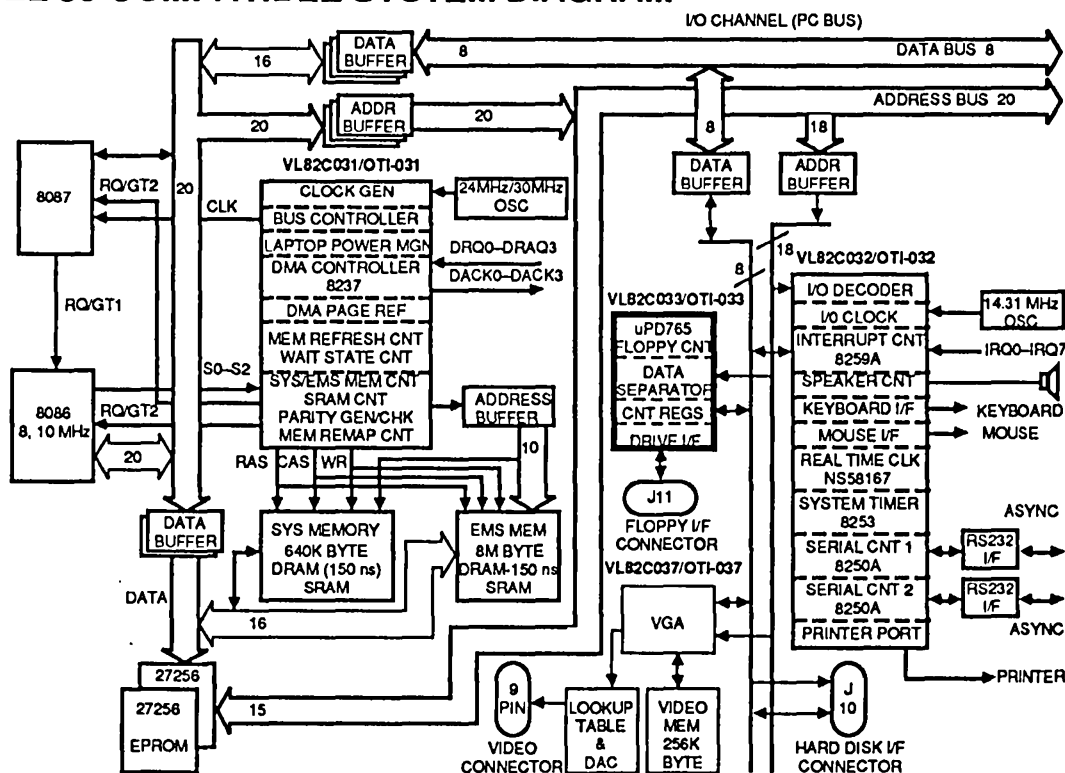 I/O CHANNEL (PC BUS)
DATA BUFFER
16
8
DATA BUS 8
ADDR BUFFER
20
20
ADDRESS BUS 20
8
18
DATA BUFFER
ADDR BUFFER
8087
RQ/GT2
20
CLK
RQ/GT1
8086
8, 10 MHz
S0–S2
RQ/GT2
20
VL82C031/OTI-031
CLOCK GEN
BUS CONTROLLER
LAPTOP POWER MGN
DMA CONTROLLER
8237
DMA PAGE REF
MEM REFRESH CNT
WAIT STATE CNT
SYS/EMS MEM CNT
SRAM CNT
PARITY GEN/CHK
MEM REMAP CNT
24MHz/30MHz
OSC
DRQ0–DRAQ3
DACK0–DACK3
ADDRESS
BUFFER
10
RAS
CAS
WR
SYS MEMORY
640K BYTE
DRAM (150 ns)
SRAM
EMS MEM
8M BYTE
DRAM-150 ns
SRAM
DATA
BUFFER
DATA
16
27256
27256
EPROM
15
18
8
VL82C033/OTI-033
uPD765
FLOPPY CNT
DATA
SEPARATOR
CNT REGS
DRIVE I/F
J11
FLOPPY I/F
CONNECTOR
VL82C037/OTI-037
VGA
9
PIN
VIDEO
CONNECTOR
LOOKUP
TABLE
&
DAC
VIDEO
MEM
256K
BYTE
VL82C032/OTI-032
I/O DECODER
I/O CLOCK
INTERRUPT CNT
8259A
SPEAKER CNT
KEYBOARD I/F
MOUSE I/F
REAL TIME CLK
NS58167
SYSTEM TIMER
8253
SERIAL CNT 1
8250A
SERIAL CNT 2
8250A
PRINTER PORT
14.31 MHz
OSC
IRQ0–IRQ7
KEYBOARD
MOUSE
ASYNC
RS232
I/F
RS232
I/F
ASYNC
PRINTER
J
10
HARD DISK I/F
CONNECTOR